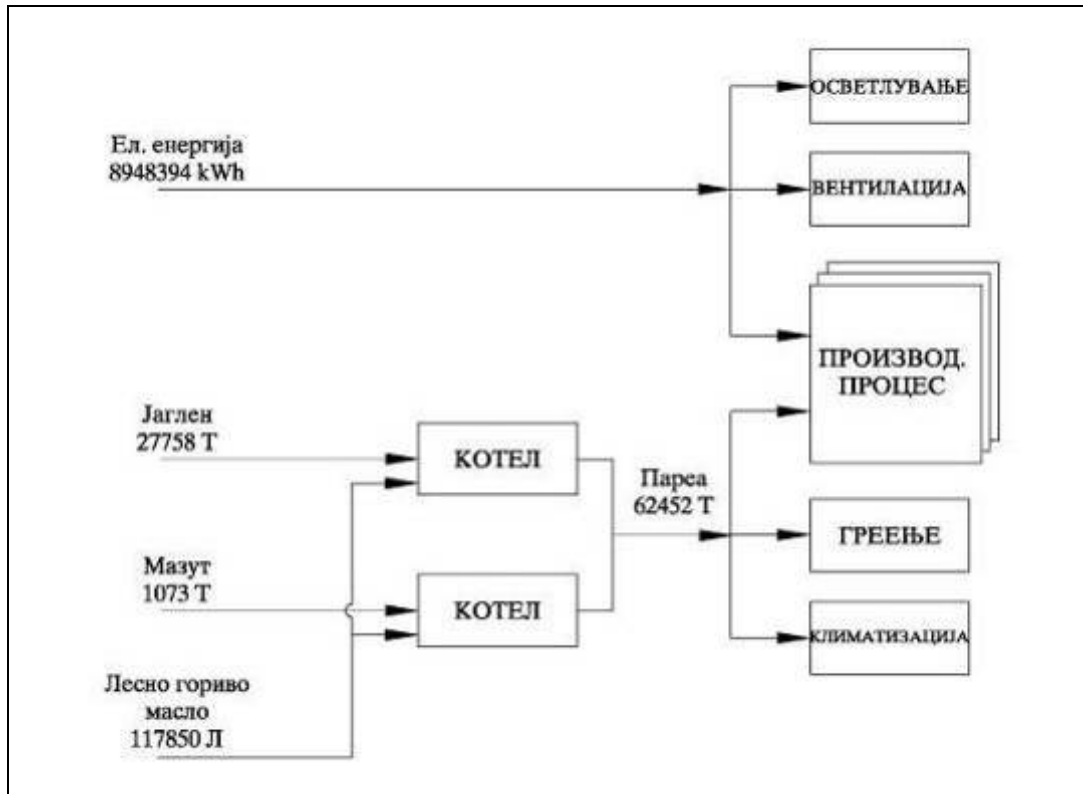 ОСВЕТЛУВАЊЕ
Ел. енергија
8948394 kWh
ВЕНТИЛАЦИЈА
ПРОИЗВОД.
ПРОЦЕС
Јаглен
27758 Т
КОТЕЛ
Пареа
62452 Т
ГРЕЕЊЕ
Мазут
1073 Т
КОТЕЛ
КЛИМАТИЗАЦИЈА
Лесно гориво
масло
117850 Л